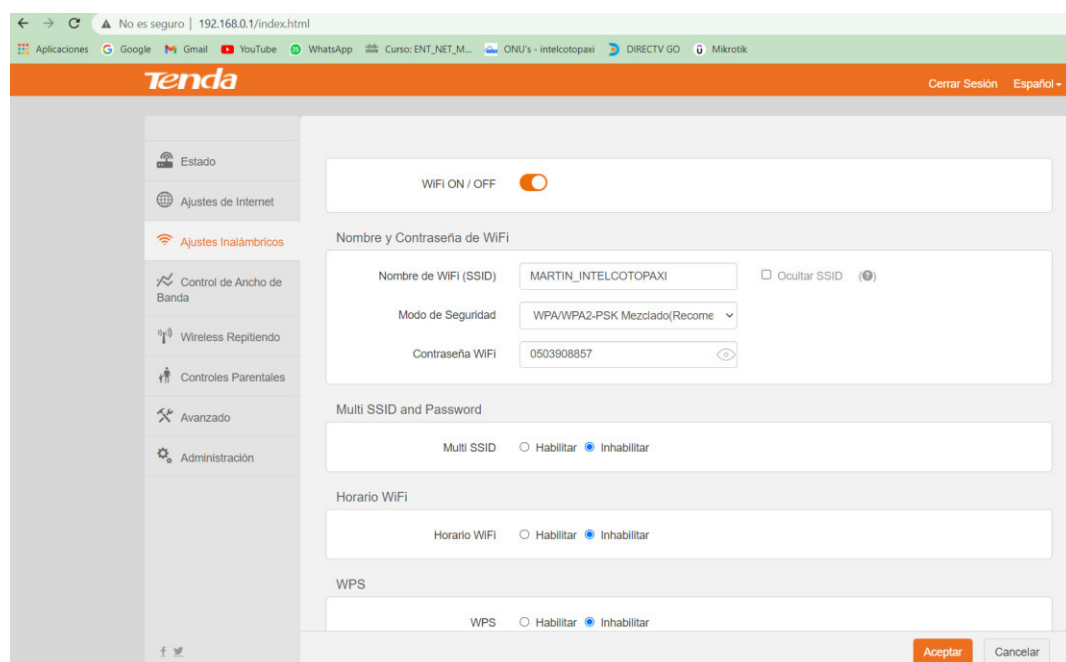 No es seguro | 192.168.0.1/index.html
Aplicaciones Google Gmail YouTube WhatsApp Curso: ENT_NET_M... ONU's - intelcotopaxi DIRECTV GO Mikrotik
Tenda
Cerrar Sesión Español
Estado
Ajustes de Internet
Ajustes Inalámbricos
Control de Ancho de
Banda
Wireless Repitiendo
Controles Parentales
Avanzado
Administración
WiFi ON / OFF
Nombre y Contraseña de WiFi
Nombre de WiFi (SSID) MARTIN_INTELCOTOPAXI Ocultar SSID (?)
Modo de Seguridad WPA/WPA2-PSK Mezclado(Recome
Contraseña WiFi 0503908857
Multi SSID and Password
Multi SSID Habilitar Inhabilitar
Horario WiFi
Horario WiFi Habilitar Inhabilitar
WPS
WPS Habilitar Inhabilitar
Aceptar Cancelar